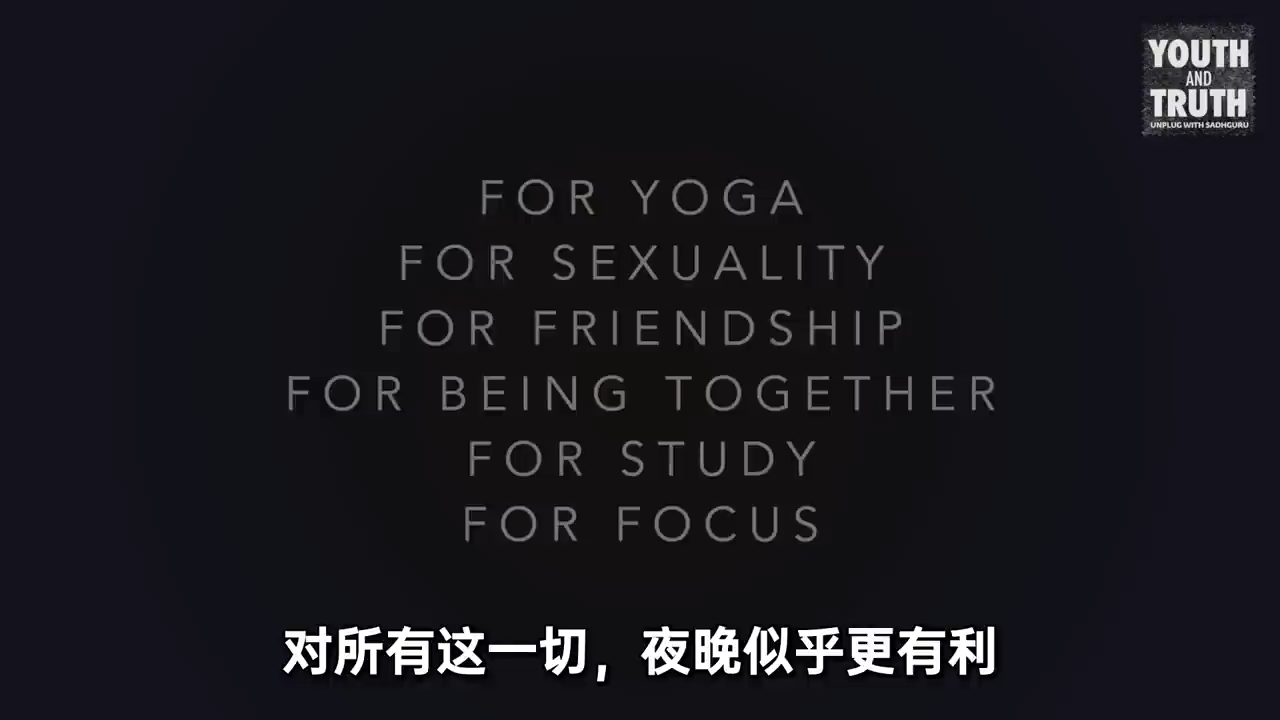 YOUTH
AND
TRUTH
UNPLUG WITH SADHGURU
FOR YOGA
FOR SEXUALITY
FOR FRIENDSHIP
FOR BEING TOGETHER
FOR STUDY
FOR FOCUS
对所有这一切，夜晚似乎更有利